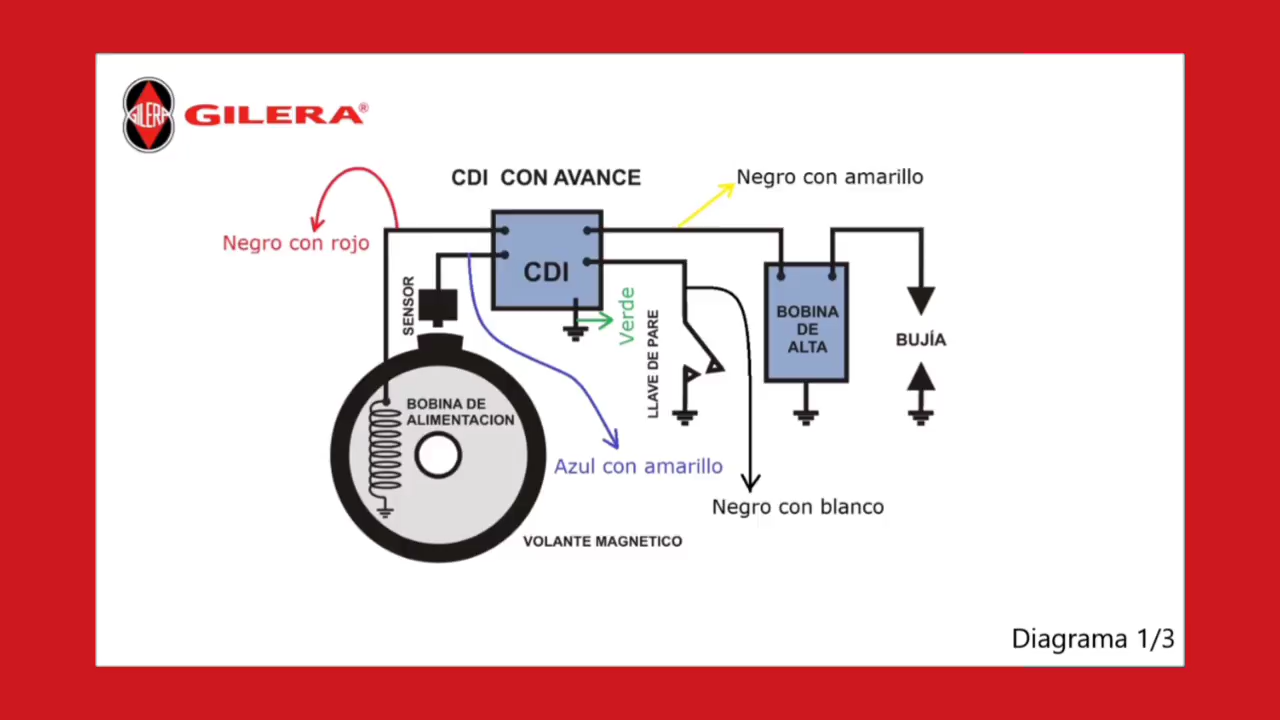 GILERA
GILERA®
CDI CON AVANCE
Negro con amarillo
Negro con rojo
CDI
SENSOR
Verde
LLAVE DE PARE
BOBINA
DE
ALTA
BUJÍA
BOBINA DE
ALIMENTACION
Azul con amarillo
Negro con blanco
VOLANTE MAGNETICO
Diagrama 1/3